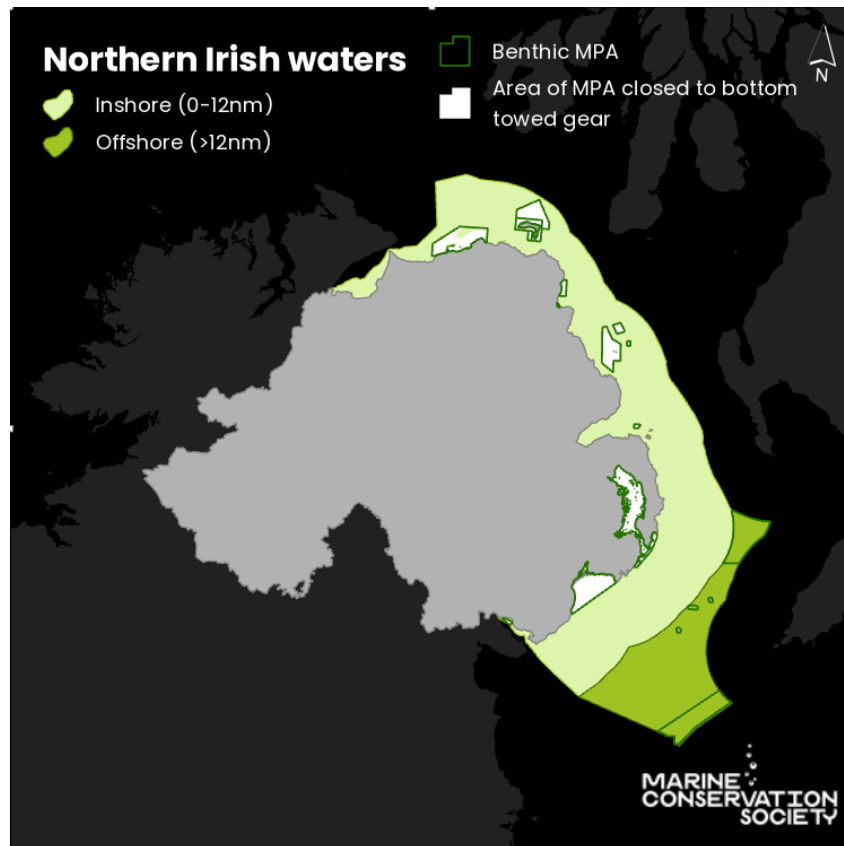 Northern Irish waters
Inshore (0-12nm)
Offshore (>12nm)
Benthic MPA
Area of MPA closed to bottom
towed gear
N
MARINE
CONSERVATION
SOCIETY